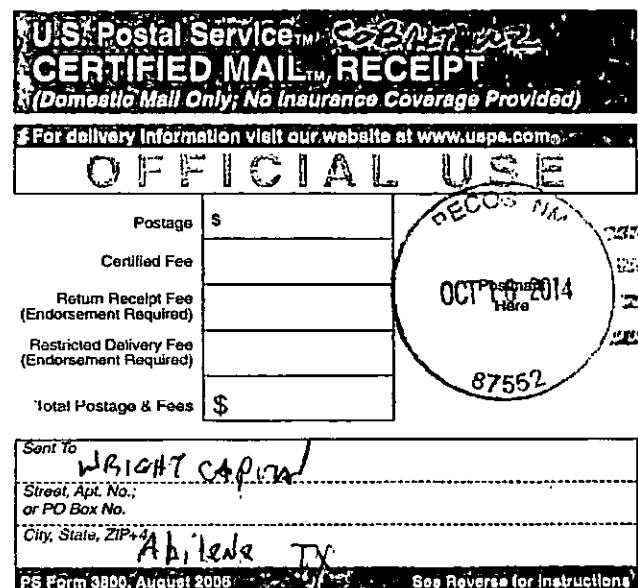 U.S. Postal Service™
CERTIFIED MAIL™ RECEIPT
(Domestic Mail Only; No Insurance Coverage Provided)
For delivery information visit our website at www.usps.com®
OFFICIAL USE
Postage $
Certified Fee
Return Receipt Fee
(Endorsement Required)
Restricted Delivery Fee
(Endorsement Required)
Total Postage & Fees $
PECOS NM
Postmark
Here
OCT 2014
87552
Sent To
WRIGHT CAPITAL
Street, Apt. No.;
or PO Box No.
City, State, ZIP+4
Abilene TX
PS Form 3800, August 2006
See Reverse for Instructions